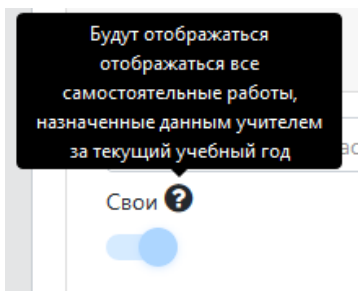 Будут отображаться
отображаться все
самостоятельные работы,
назначенные данным учителем
за текущий учебный год
Свои ?